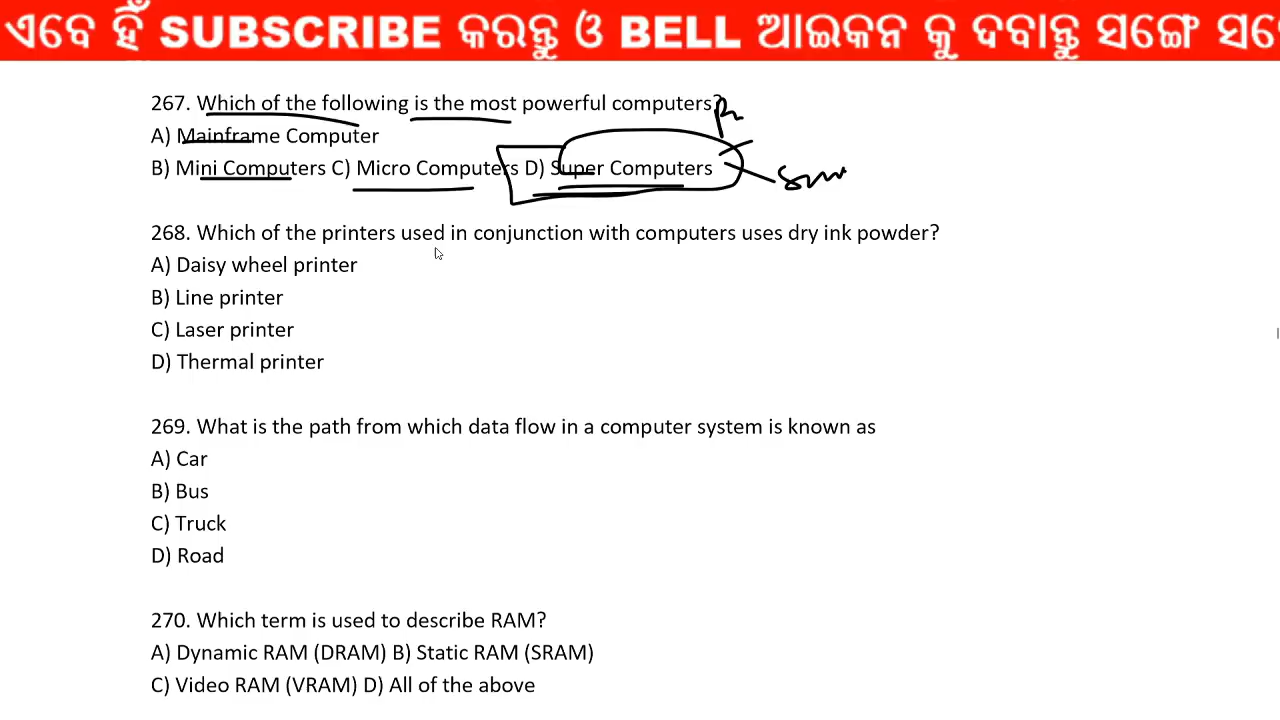 ଏବେ ହିଁ SUBSCRIBE କରନ୍ତୁ ଓ BELL ଆଇକନ କୁ ଦବାନ୍ତୁ ସଙ୍ଗେ
267. Which of the following is the most powerful computers?
A) Mainframe Computer
B) Mini Computers C) Micro Computers D) Super Computers
268. Which of the printers used in conjunction with computers uses dry ink powder?
A) Daisy wheel printer
B) Line printer
C) Laser printer
D) Thermal printer
269. What is the path from which data flow in a computer system is known as
A) Car
B) Bus
C) Truck
D) Road
270. Which term is used to describe RAM?
A) Dynamic RAM (DRAM) B) Static RAM (SRAM)
C) Video RAM (VRAM) D) All of the above